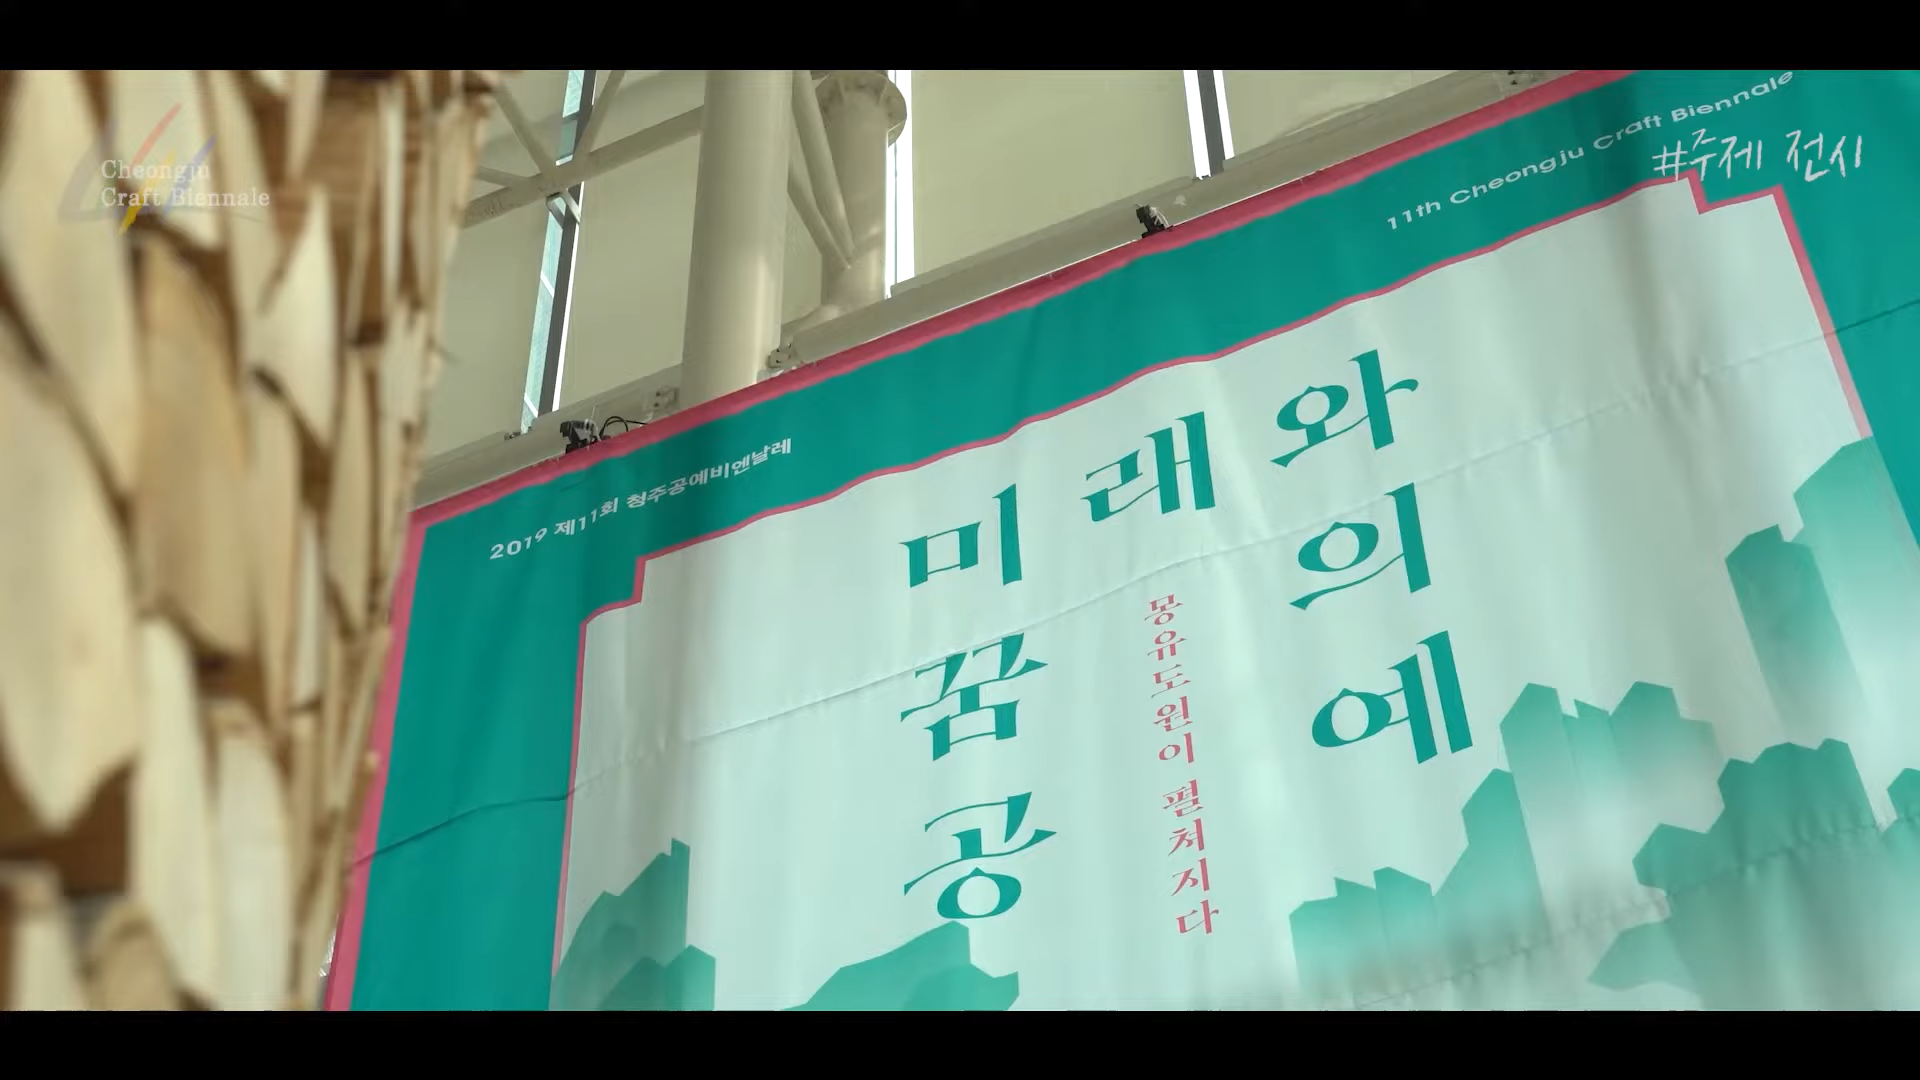 Cheongju
Craft Biennale
#주제 전시
2019 제11회 청주공예비엔날레
11th Cheongju Craft Biennale
미래와
꿈의
공예
몽유도원이 펼쳐지다